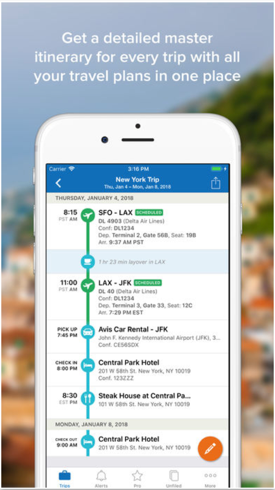 Get a detailed master
itinerary for every trip with all
your travel plans in one place
Carrier 3:16 PM
New York Trip
Thu, Jan 4 – Mon, Jan 8, 2018
THURSDAY, JANUARY 4, 2018
8:15 SFO - LAX SCHEDULED
PST AM DL 4903 (Delta Air Lines)
Conf: DL1234
Dep. Terminal 2, Gate 56B, Seat: 19B
Arr. 9:37 AM PST
1 hr 23 min layover in LAX
11:00 LAX - JFK SCHEDULED
PST AM DL 40 (Delta Air Lines)
Conf: DL1234
Dep. Terminal 3, Gate 33, Seat: 12C
Arr. 7:29 PM EST
PICK UP Avis Car Rental - JFK
7:45 PM John F. Kennedy International Airport (JFK), 3...
Conf. CE56SDX
CHECK IN Central Park Hotel
8:00 PM 201 W 58th St. New York, NY 10019
Conf. 123ZZZ
8:30 Steak House at Central Pa...
EST PM 101 W 58th St. New York, NY 10019
MONDAY, JANUARY 8, 2018
CHECK OUT Central Park Hotel
9:00 AM 201 W 58th St. New York, NY 10019
Trips Alerts Pro Unfiled More